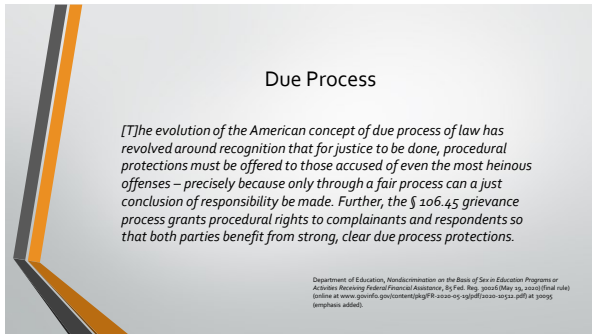 Due Process
[T]he evolution of the American concept of due process of law has
revolved around recognition that for justice to be done, procedural
protections must be offered to those accused of even the most heinous
offenses – precisely because only through a fair process can a just
conclusion of responsibility be made. Further, the § 106.45 grievance
process grants procedural rights to complainants and respondents so
that both parties benefit from strong, clear due process protections.
Department of Education, Nondiscrimination on the Basis of Sex in Education Programs or
Activities Receiving Federal Financial Assistance, 85 Fed. Reg. 30026 (May 19, 2020) (final rule)
(online at www.govinfo.gov/content/pkg/FR-2020-05-19/pdf/2020-10512.pdf) at 30095
(emphasis added).